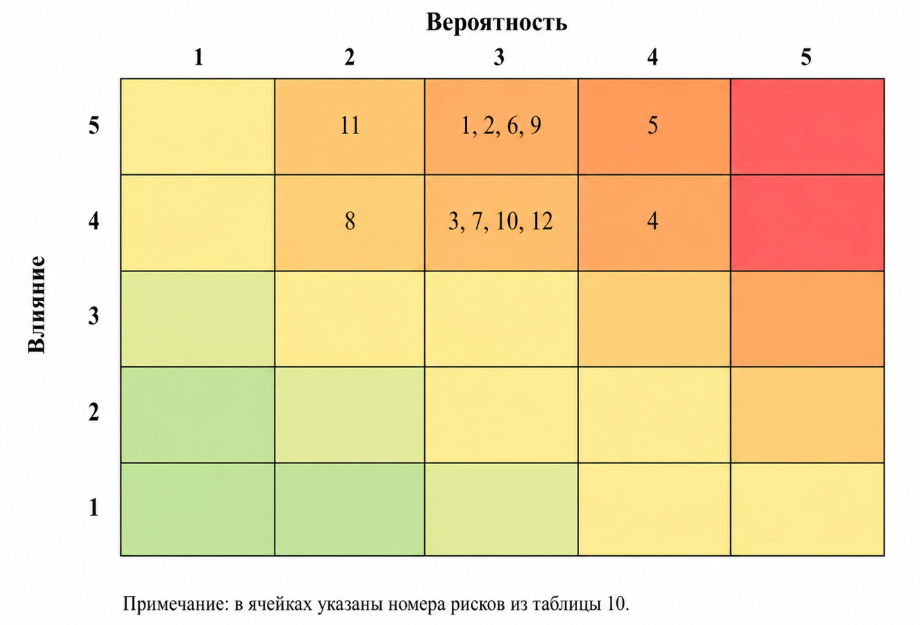 Вероятность
1 2 3 4 5
5 11 1, 2, 6, 9 5
4 8 3, 7, 10, 12 4
Влияние
3
2
1
Примечание: в ячейках указаны номера рисков из таблицы 10.